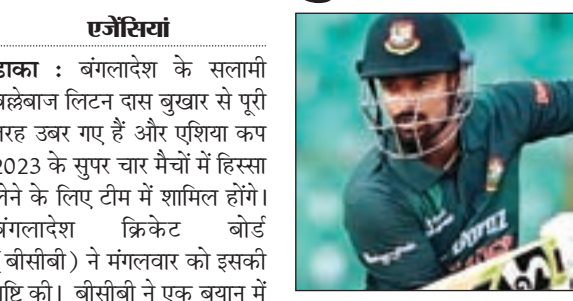 एजेंसियां
ढाका : बंगलादेश के सलामी
बल्लेबाज लिटन दास बुखार से पूरी
तरह उबर गए हैं और एशिया कप
2023 के सुपर चार मैचों में हिस्सा
लेने के लिए टीम में शामिल होंगे।
बंगलादेश क्रिकेट बोर्ड
(बीसीबी) ने मंगलवार को इसकी
पुष्टि की। बीसीबी ने एक बयान में